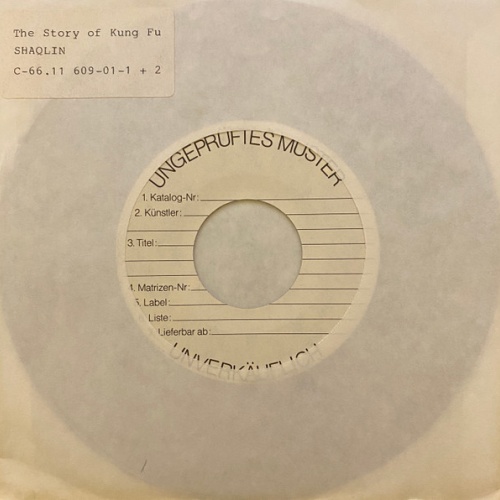 The Story of Kung Fu
SHAQLIN
C-66.11 609-01-1 + 2
UNGEPRÜFTES MUSTER
1. Katalog-Nr:
2. Künstler:
3. Titel:
4. Matrizen-Nr:
5. Label:
Liste:
Lieferbar ab:
UNVERKÄUFLICH